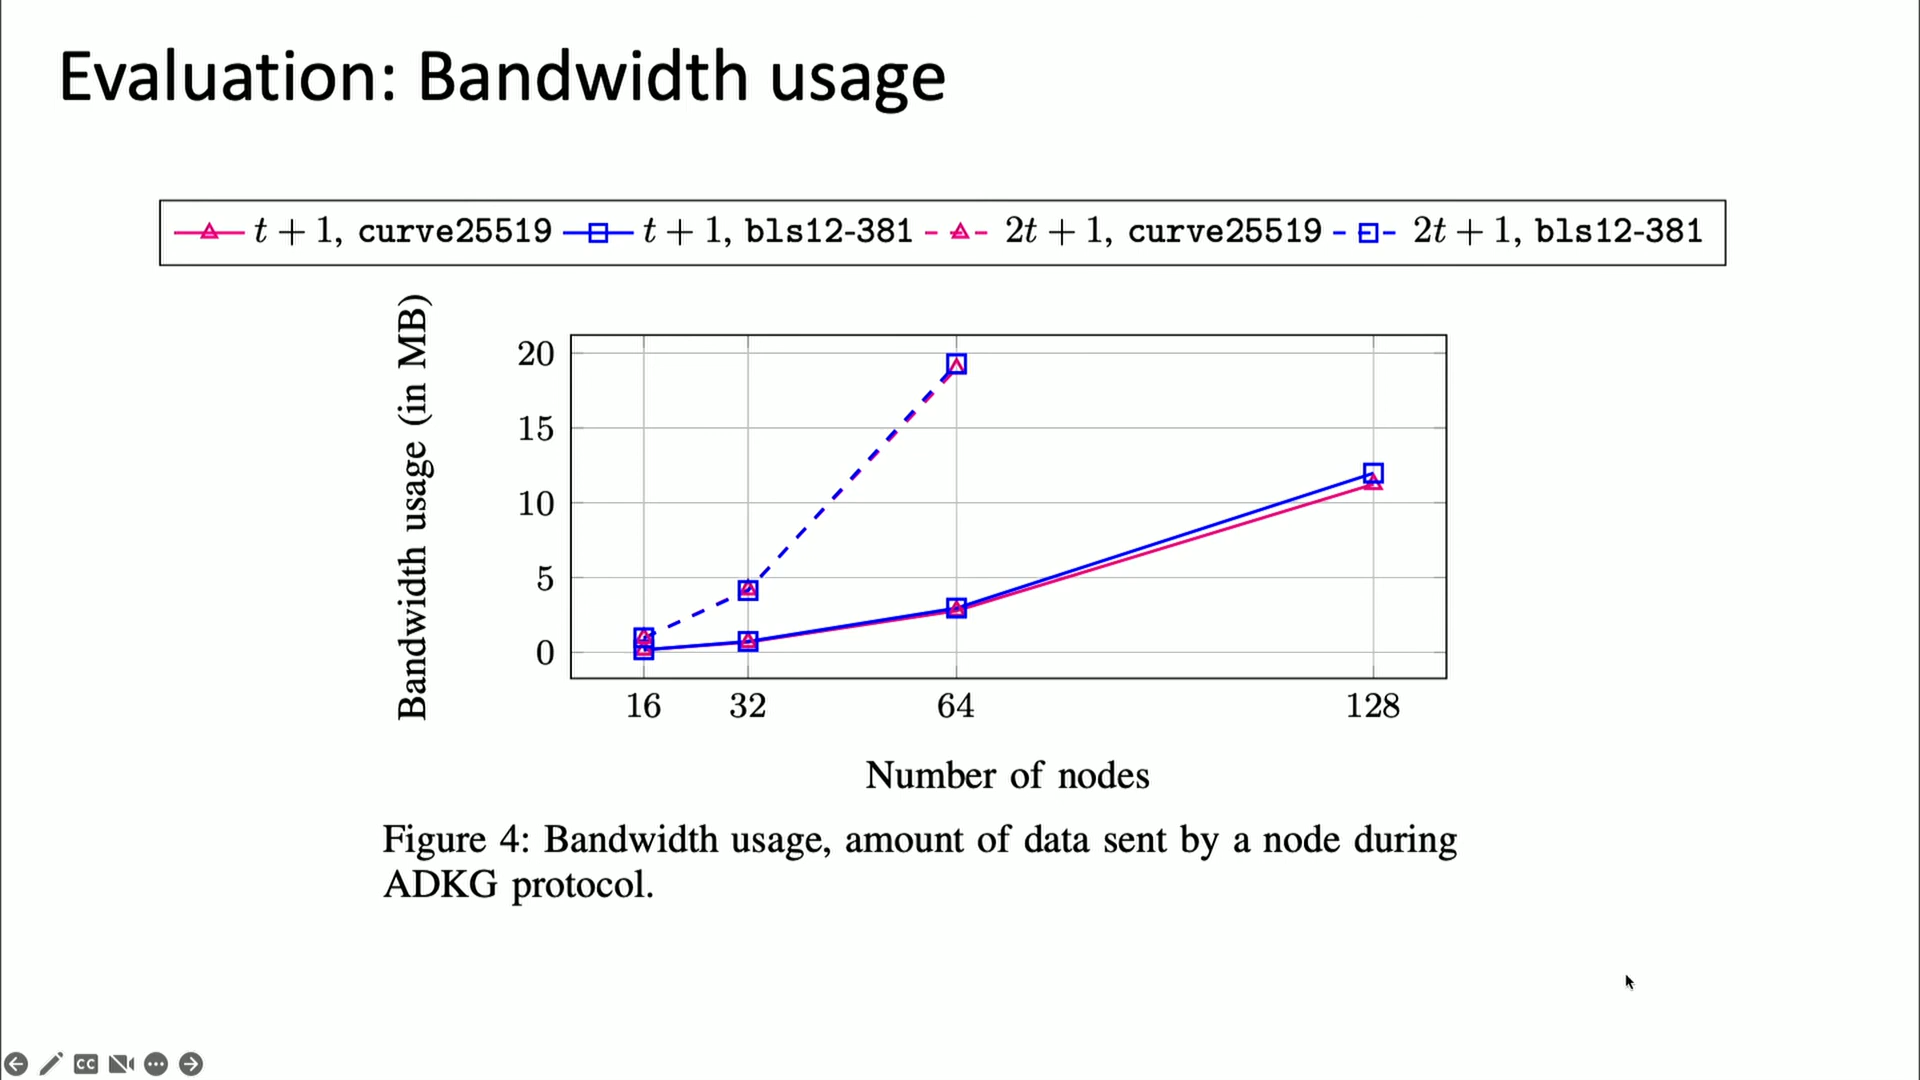 Evaluation: Bandwidth usage
t + 1, curve25519 t + 1, bls12-381 2t + 1, curve25519 2t + 1, bls12-381
Bandwidth usage (in MB)
20
15
10
5
0
16 32 64 128
Number of nodes
Figure 4: Bandwidth usage, amount of data sent by a node during
ADKG protocol.
CC